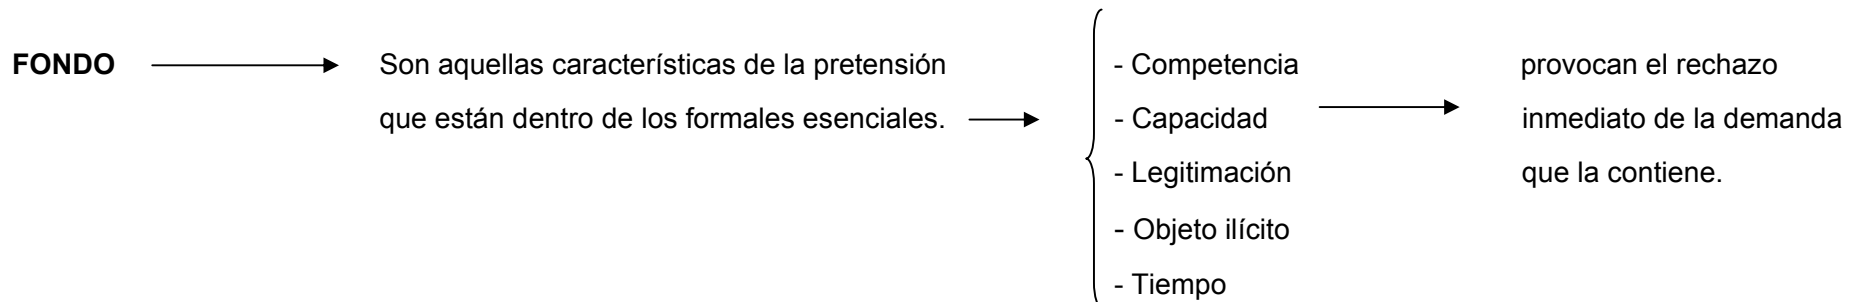 FONDO
Son aquellas características de la pretensión
que están dentro de los formales esenciales.
- Competencia
- Capacidad
- Legitimación
- Objeto ilícito
- Tiempo
provocan el rechazo
inmediato de la demanda
que la contiene.